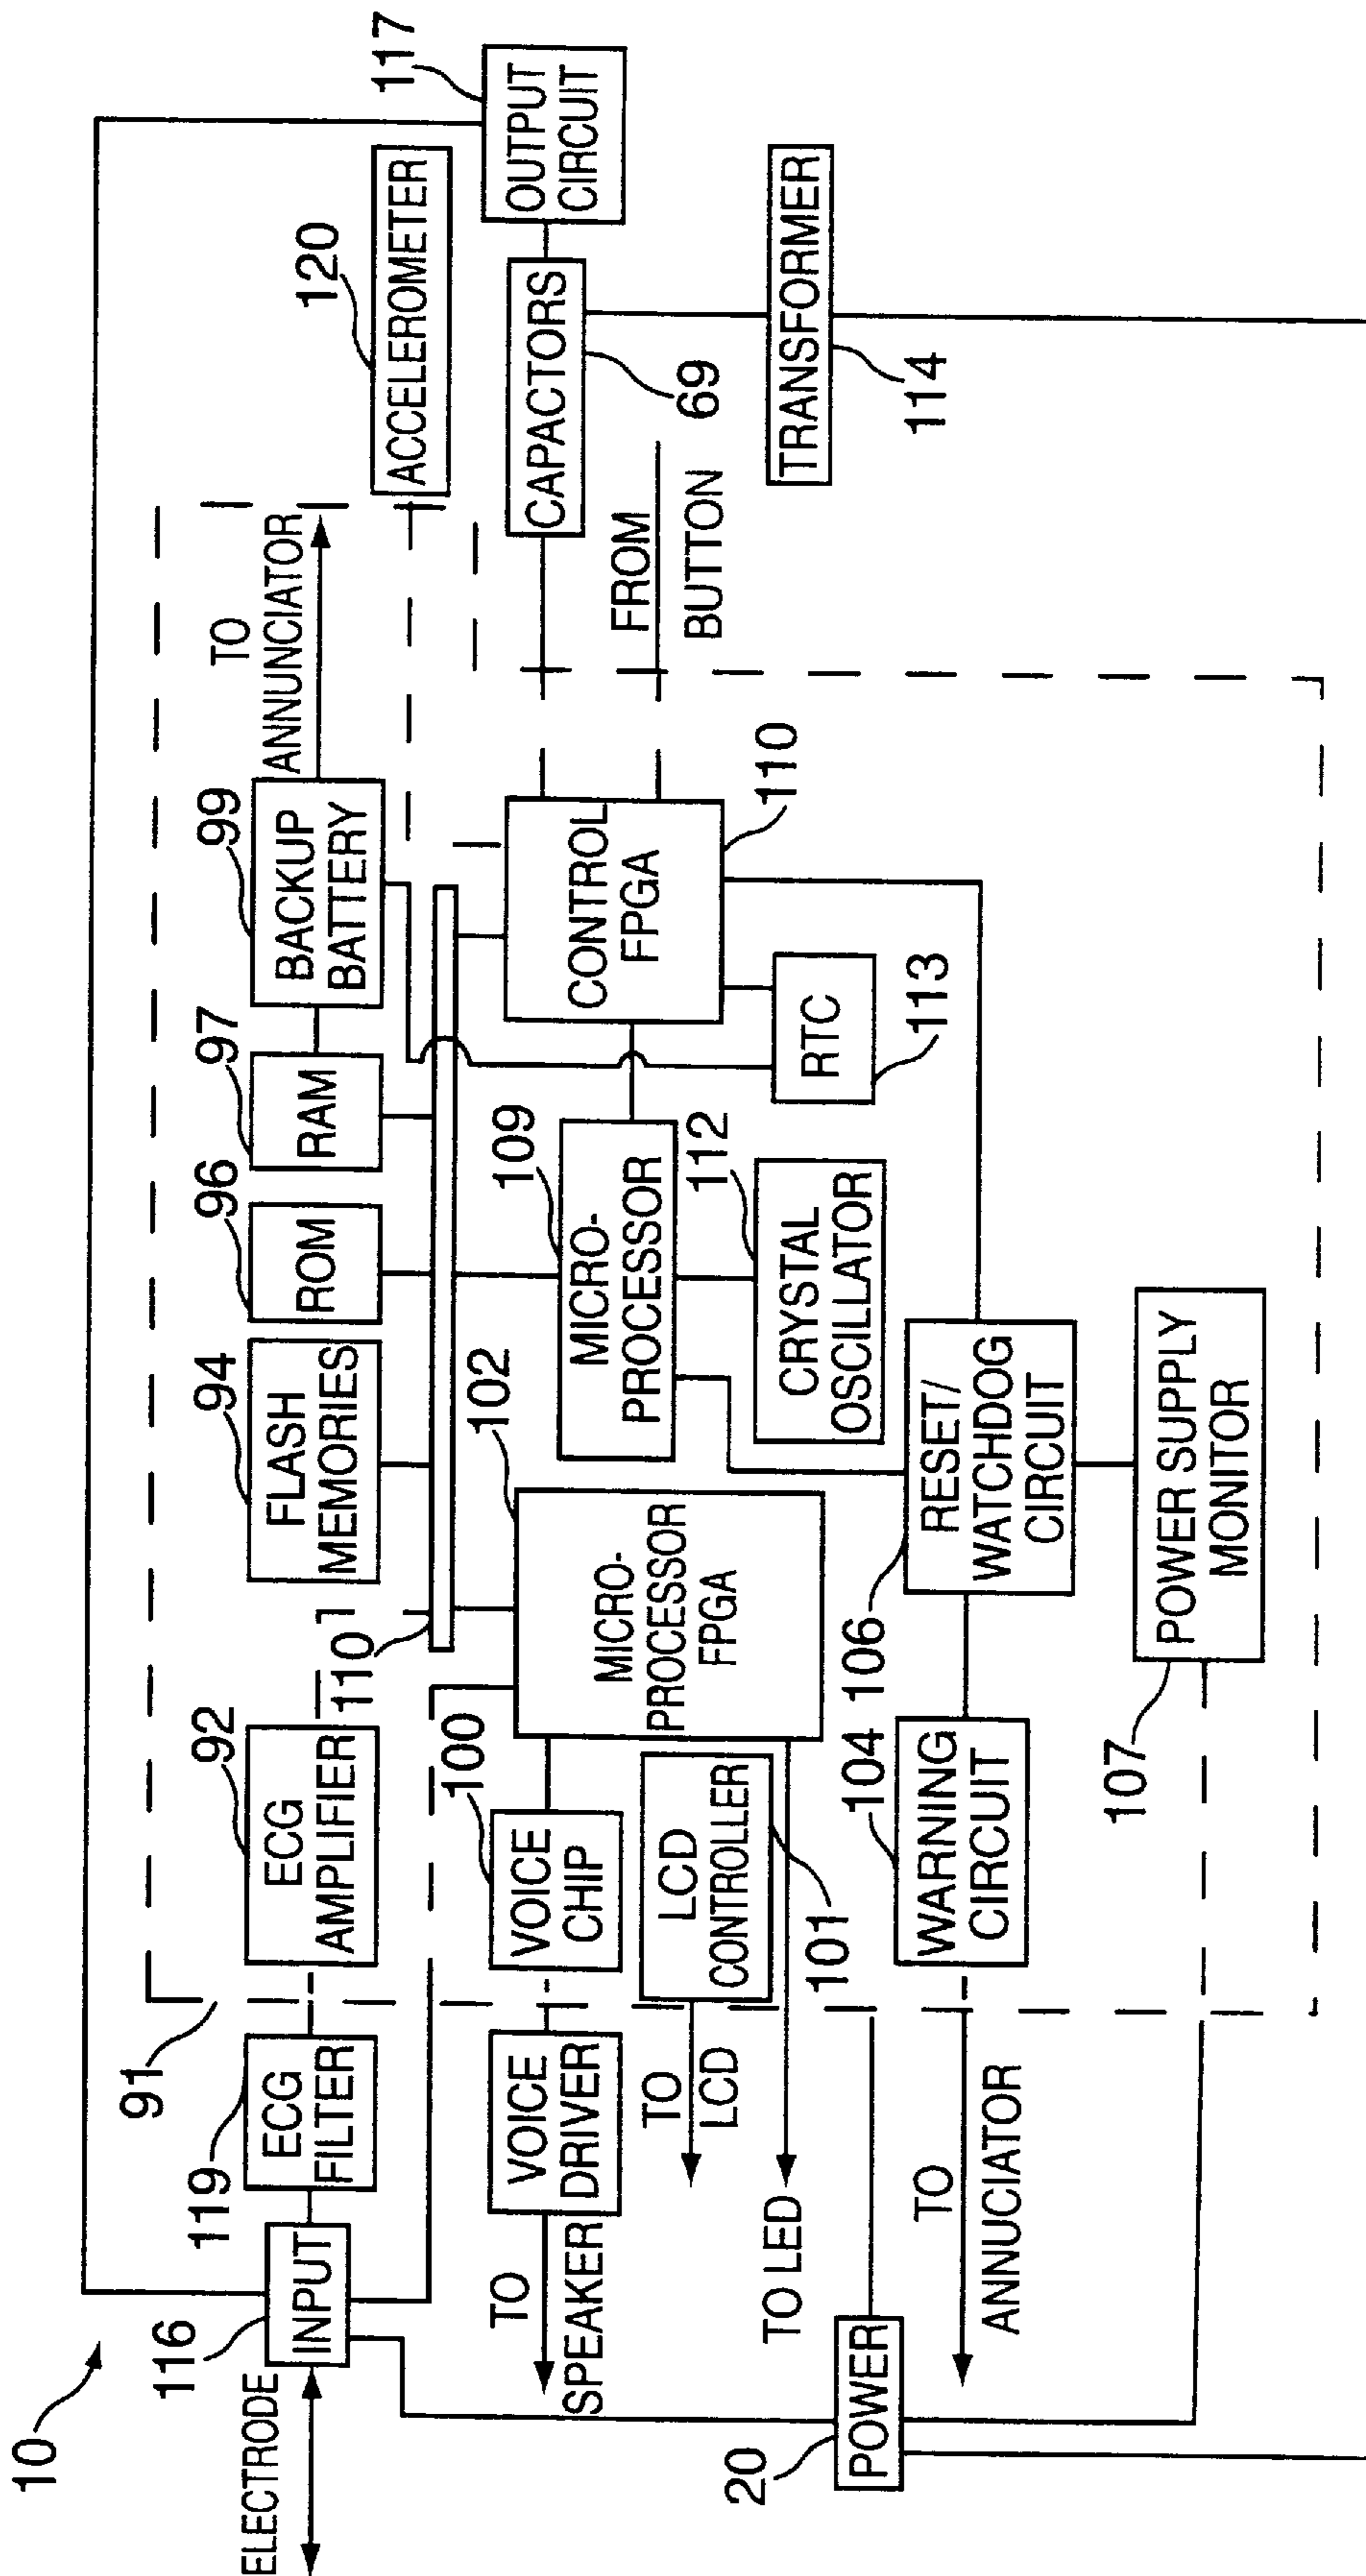 10
ELECTRODE
116
INPUT
119
ECG
FILTER
91
92
ECG
AMPLIFIER
1101
94
FLASH
MEMORIES
96
ROM
97
RAM
99
BACKUP
BATTERY
TO
ANNUNCIATOR
120
ACCELEROMETER
117
OUTPUT
CIRCUIT
TO
SPEAKER
VOICE
DRIVER
100
VOICE
CHIP
102
MICRO-
PROCESSOR
FPGA
109
MICRO-
PROCESSOR
CONTROL
FPGA
110
CAPACTORS
69
FROM
BUTTON
TO
LCD
LCD
CONTROLLER
101
TO LED
112
CRYSTAL
OSCILLATOR
RTC
113
TRANSFORMER
114
20
POWER
TO
ANNUCIATOR
104
WARNING
CIRCUIT
106
RESET/
WATCHDOG
CIRCUIT
107
POWER SUPPLY
MONITOR